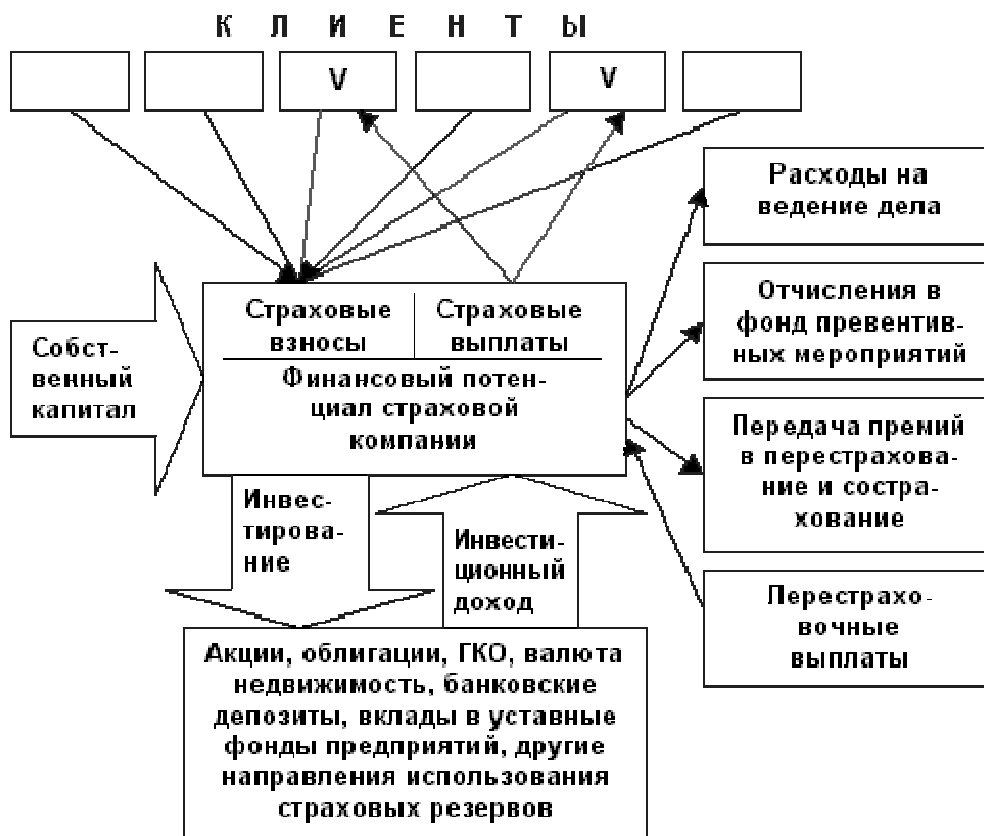 К Л И Е Н Т Ы
V V
Расходы на
ведение дела
Отчисления в
фонд превентив-
ных мероприятий
Собст-
венный
капитал
Страховые
взносы
Страховые
выплаты
Финансовый потен-
циал страховой
компании
Передача премий
в перестрахова-
ние и состра-
хование
Инвес-
тирова-
ние
Инвести-
ционный
доход
Перестрахо-
вочные
выплаты
Акции, облигации, ГКО, валюта
недвижимость, банковские
депозиты, вклады в уставные
фонды предприятий, другие
направления использования
страховых резервов